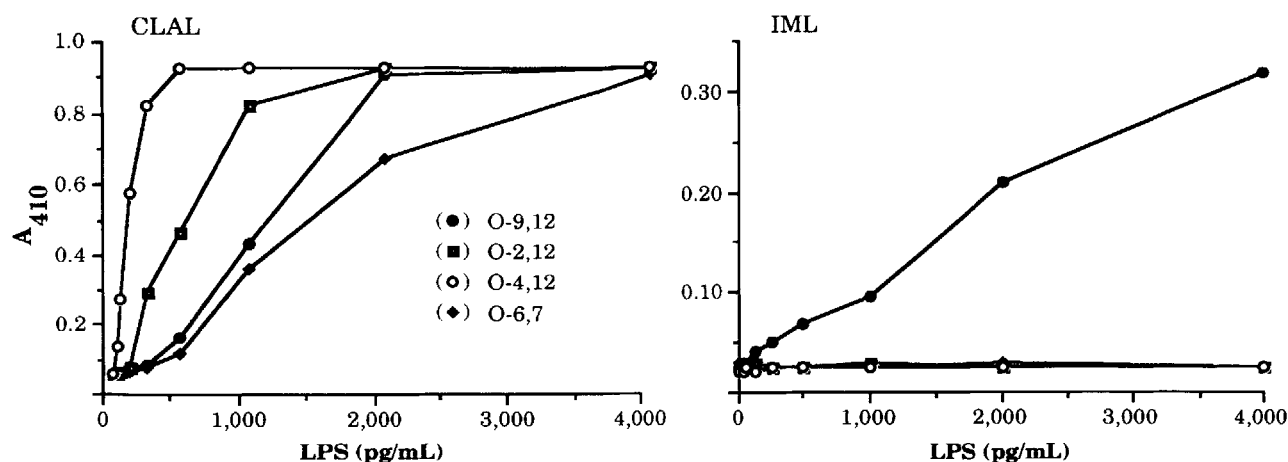 CLAL
1.0
0.8
0.6
0.4
0.2
A410
(●) O-9,12
(■) O-2,12
(○) O-4,12
(◆) O-6,7
0 1,000 2,000 3,000 4,000
LPS (pg/mL)
IML
0.30
0.20
0.10
0 1,000 2,000 3,000 4,000
LPS (pg/mL)